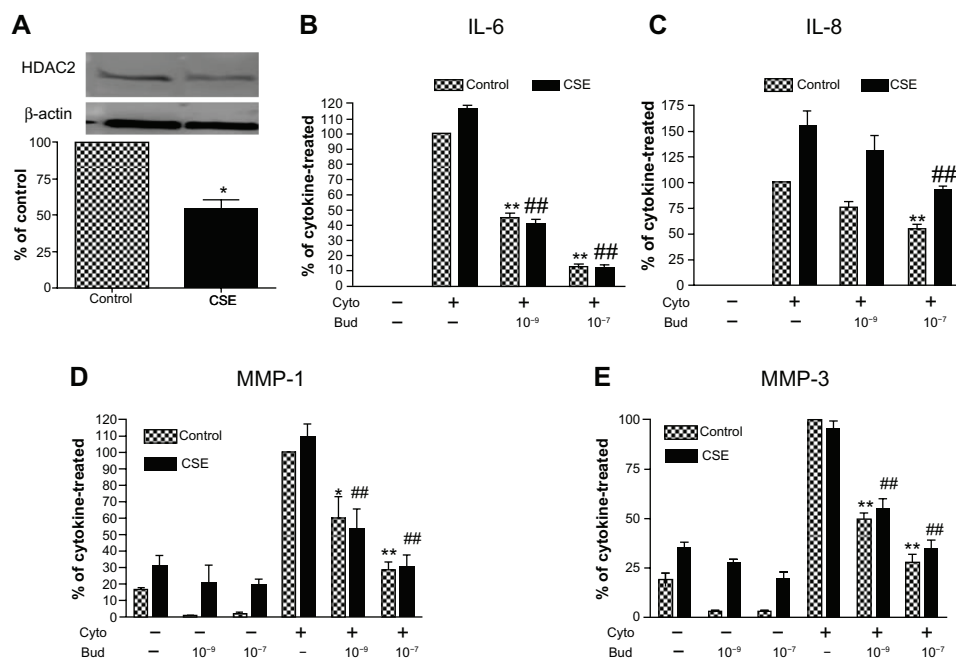 A
HDAC2
β-actin
% of control
100
75
50
25
0
*
Control
CSE
B
IL-6
Control
CSE
% of cytokine-treated
120
110
100
90
80
70
60
50
40
30
20
10
0
** ##
** ##
Cyto – + + +
Bud – – 10⁻⁹ 10⁻⁷
C
IL-8
Control
CSE
% of cytokine-treated
175
150
125
100
75
50
25
0
** ##
Cyto – + + +
Bud – – 10⁻⁹ 10⁻⁷
D
MMP-1
Control
CSE
% of cytokine-treated
120
110
100
90
80
70
60
50
40
30
20
10
0
* ##
** ##
Cyto – – – + + +
Bud – 10⁻⁹ 10⁻⁷ – 10⁻⁹ 10⁻⁷
E
MMP-3
Control
CSE
% of cytokine-treated
100
75
50
25
0
** ##
** ##
Cyto – – – + + +
Bud – 10⁻⁹ 10⁻⁷ – 10⁻⁹ 10⁻⁷